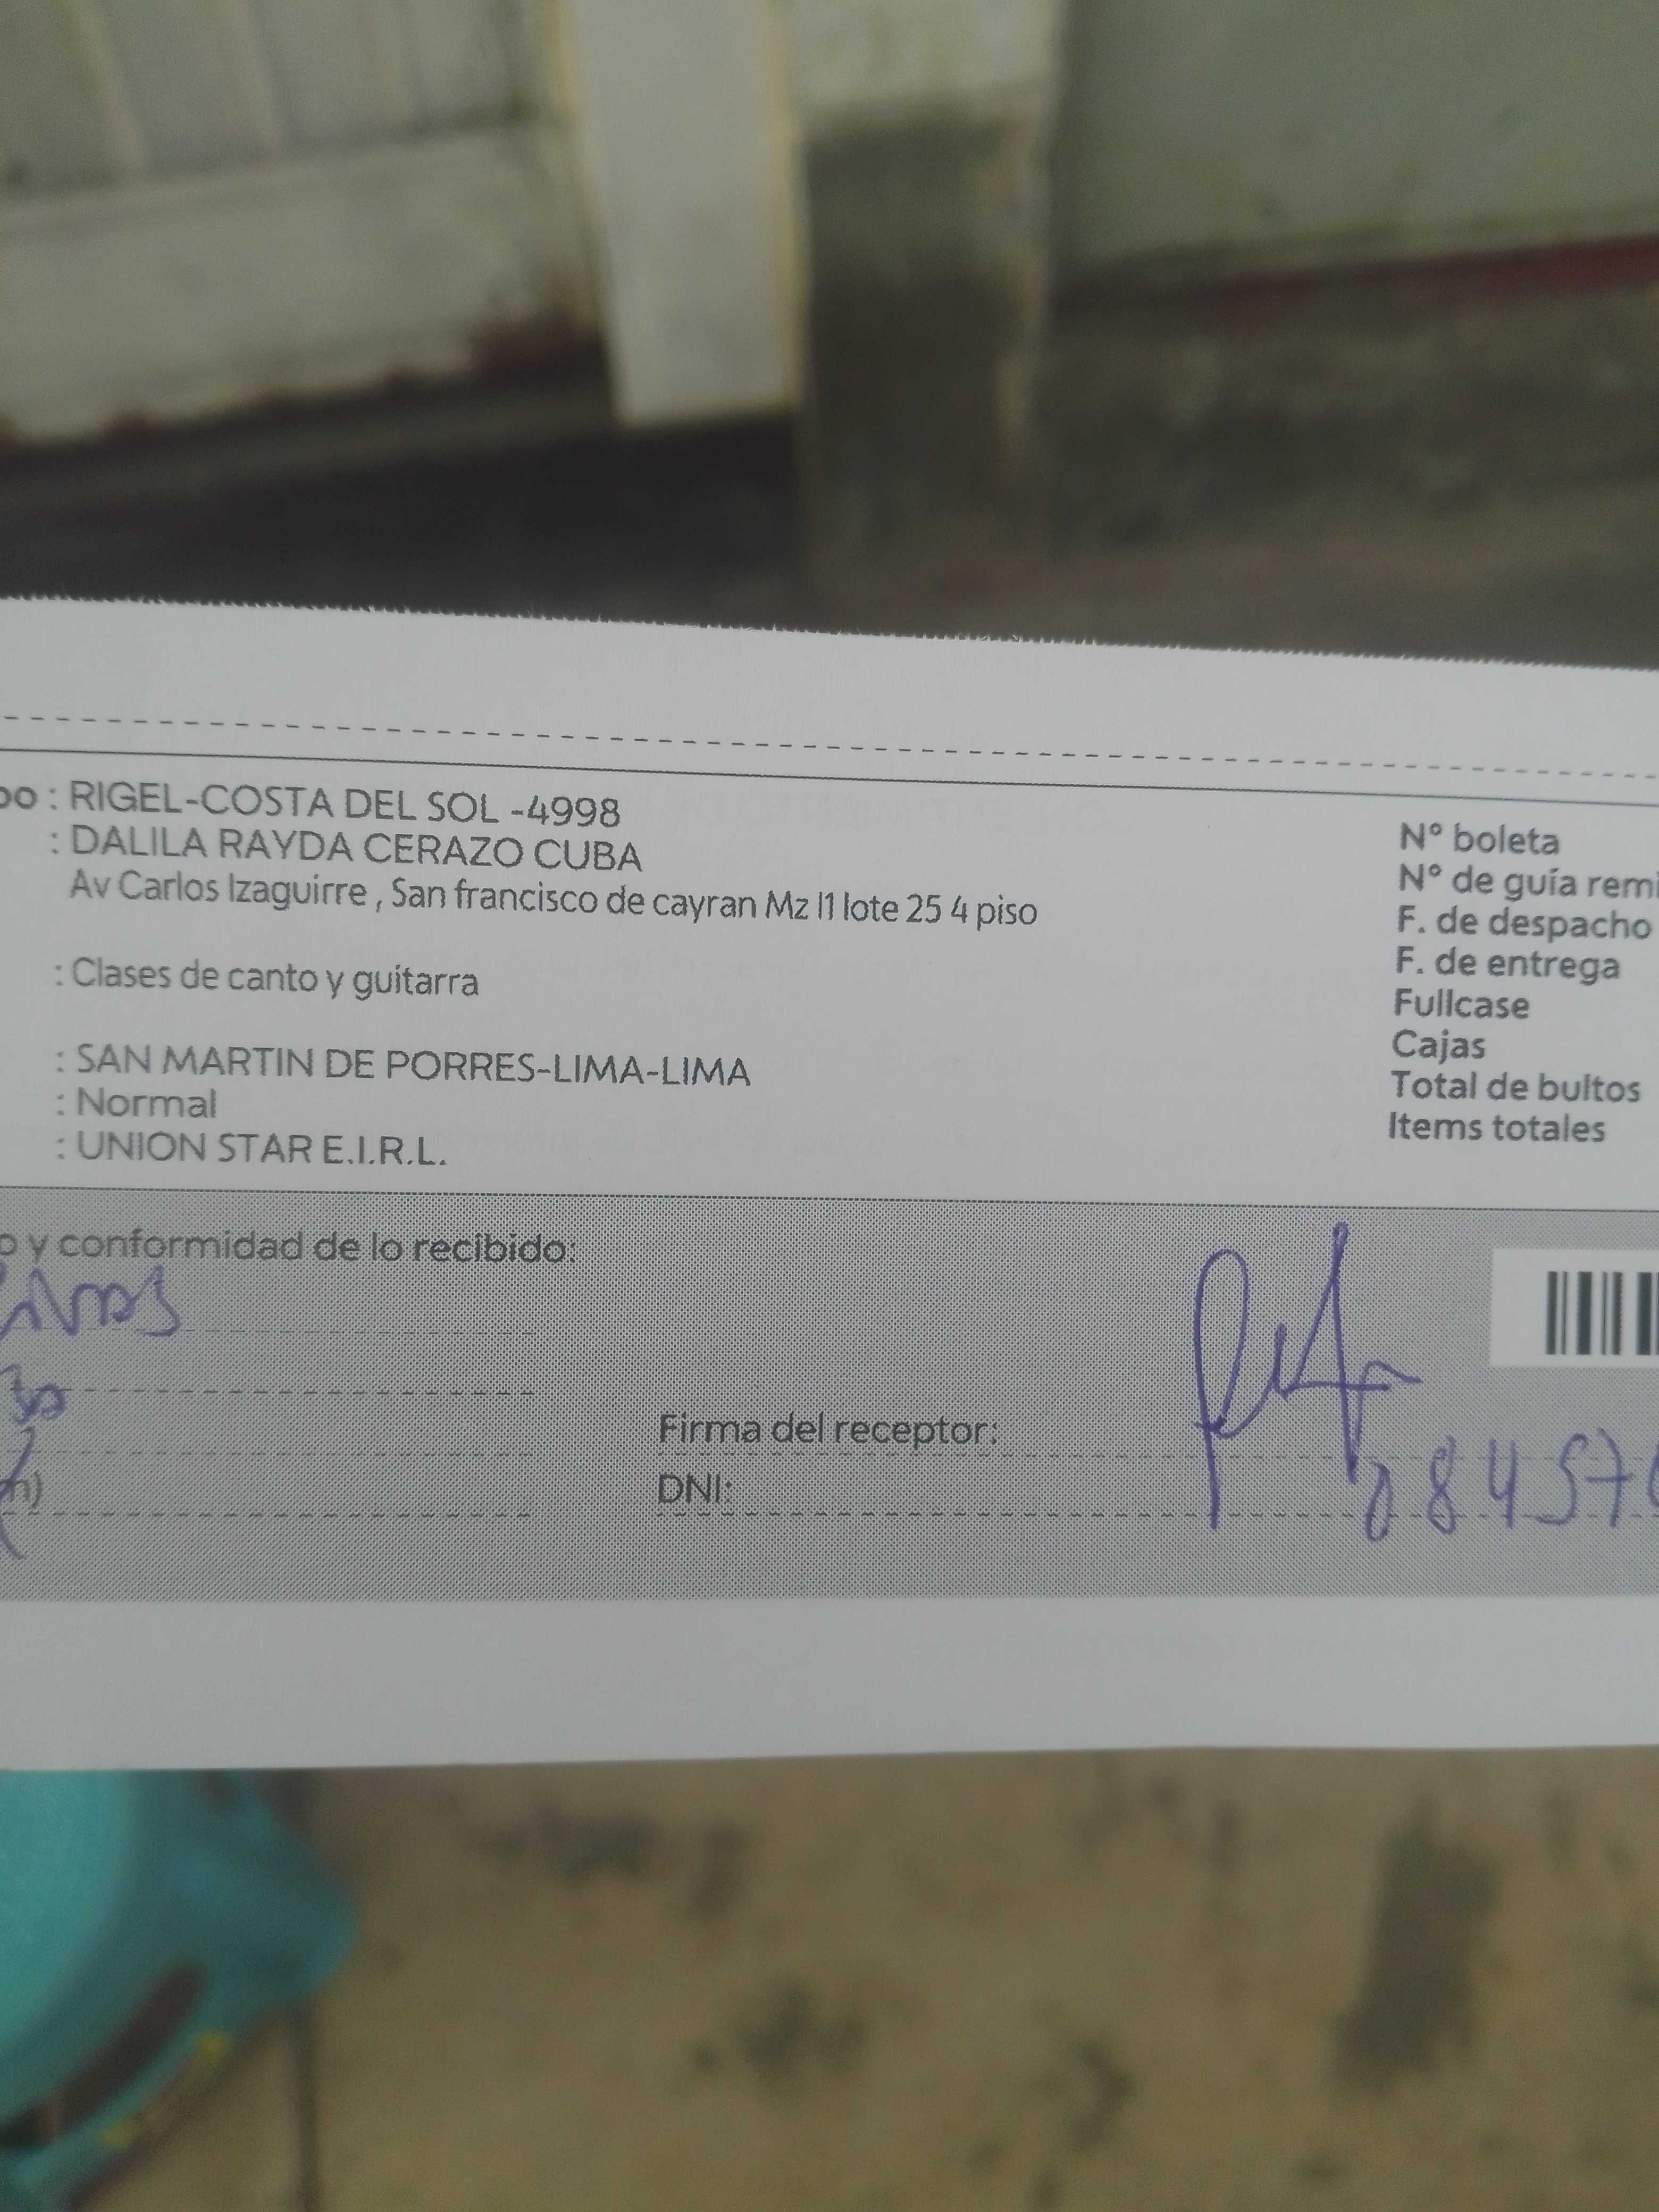 : RIGEL-COSTA DEL SOL -4998
: DALILA RAYDA CERAZO CUBA
Av Carlos Izaguirre , San francisco de cayran Mz I1 lote 25 4 piso
: Clases de canto y guitarra
: SAN MARTIN DE PORRES-LIMA-LIMA
: Normal
: UNION STAR E.I.R.L.
N° boleta
N° de guía remi
F. de despacho
F. de entrega
Fullcase
Cajas
Total de bultos
Items totales
y conformidad de lo recibido:
Firma del receptor:
DNI: 08457